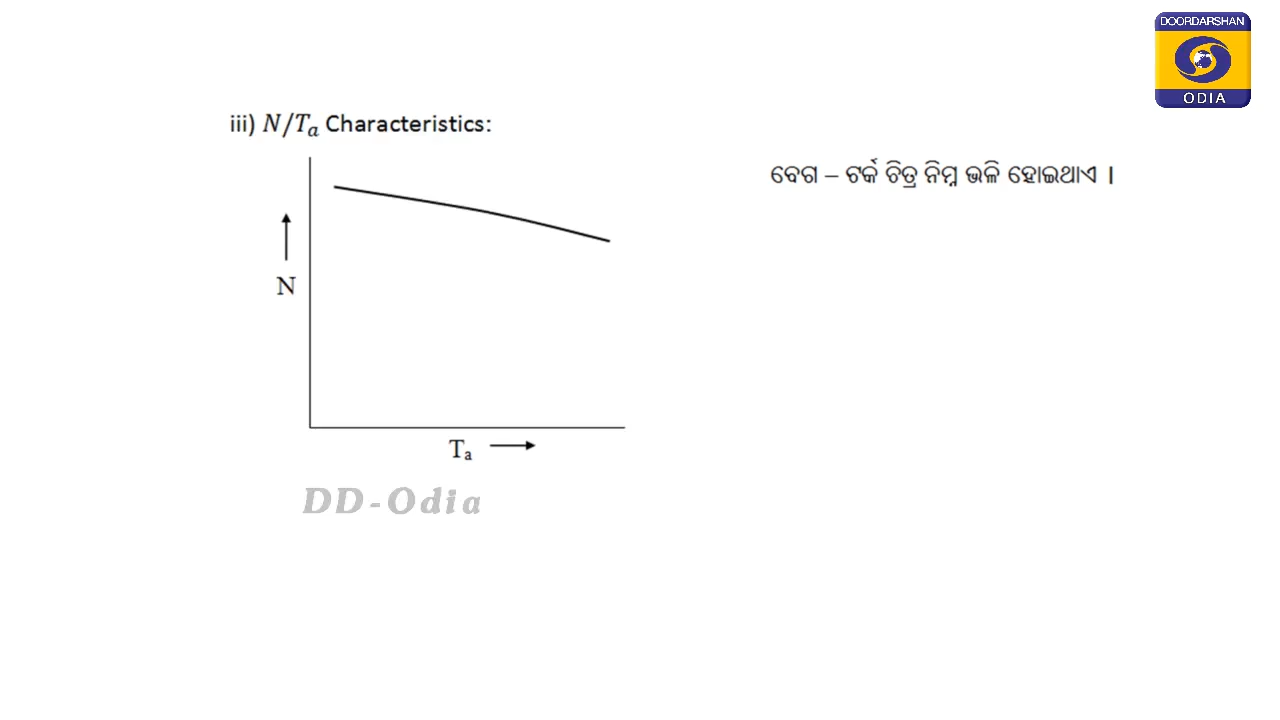 DOORDARSHAN
ODIA
iii) N/Tₐ Characteristics:
ବେଗ – ଟର୍କ ଚିତ୍ର ନିମ୍ନ ଭଳି ହୋଇଥାଏ ।
N
Tₐ
DD-Odia